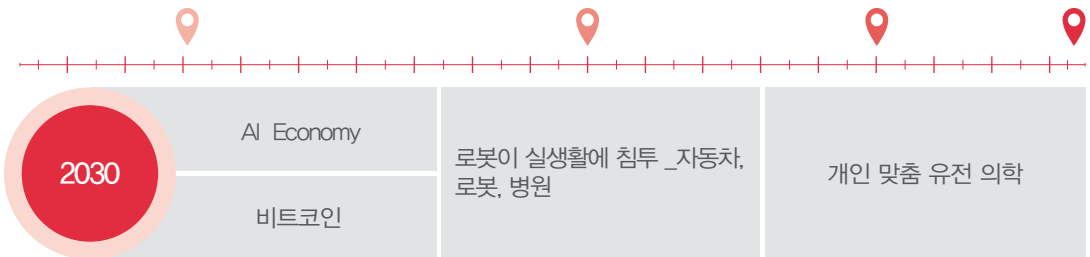 2030
AI Economy
비트코인
로봇이 실생활에 침투 _자동차,
로봇, 병원
개인 맞춤 유전 의학